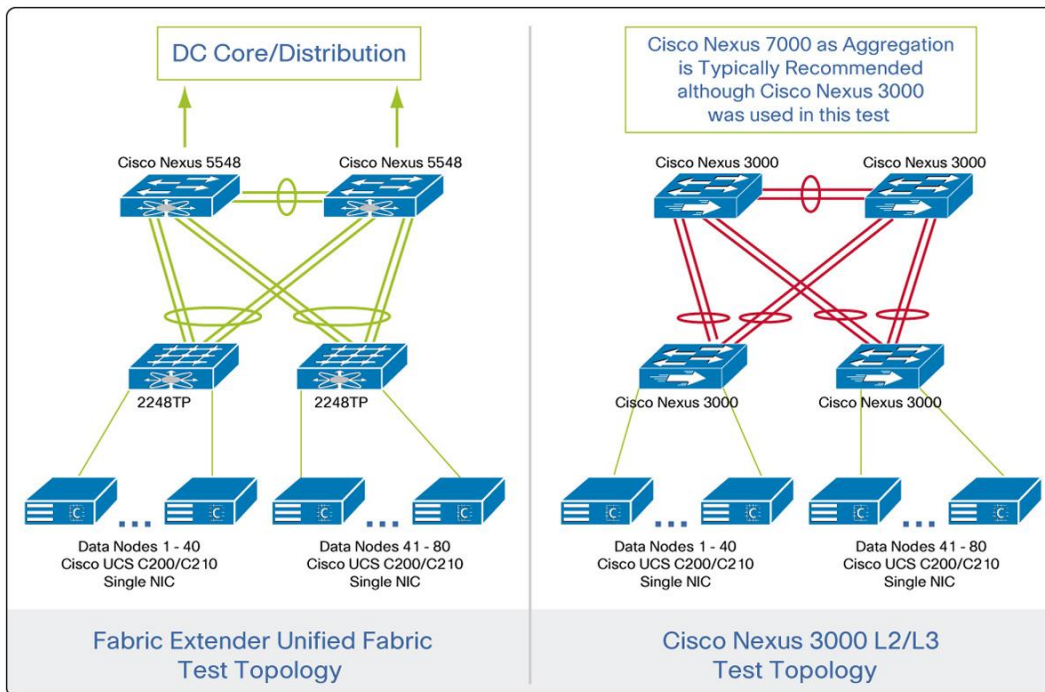 DC Core/Distribution
Cisco Nexus 5548
Cisco Nexus 5548
2248TP
2248TP
C
C
C
C
Data Nodes 1 - 40
Cisco UCS C200/C210
Single NIC
Data Nodes 41 - 80
Cisco UCS C200/C210
Single NIC
Fabric Extender Unified Fabric
Test Topology
Cisco Nexus 7000 as Aggregation
is Typically Recommended
although Cisco Nexus 3000
was used in this test
Cisco Nexus 3000
Cisco Nexus 3000
Cisco Nexus 3000
Cisco Nexus 3000
C
C
C
C
Data Nodes 1 - 40
Cisco UCS C200/C210
Single NIC
Data Nodes 41 - 80
Cisco UCS C200/C210
Single NIC
Cisco Nexus 3000 L2/L3
Test Topology